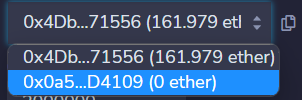 0x4Db...71556 (161.979 etl
0x4Db...71556 (161.979 ether)
0x0a5...D4109 (0 ether)